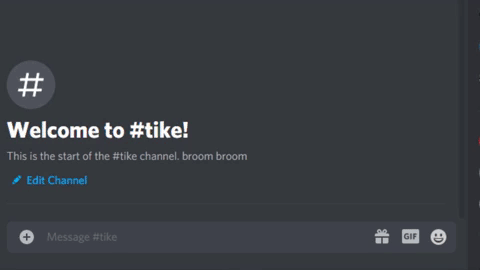 #
Welcome to #tike!
This is the start of the #tike channel. broom broom
Edit Channel
Message #tike
GIF